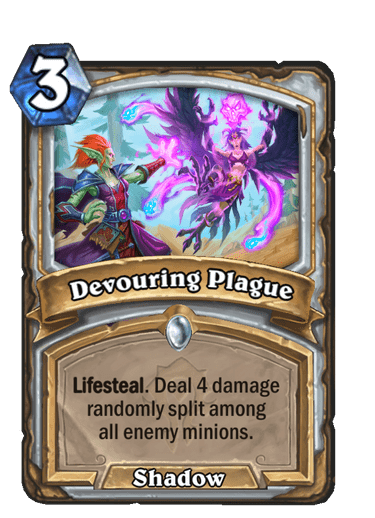 3
Devouring Plague
Lifesteal. Deal 4 damage
randomly split among
all enemy minions.
Shadow